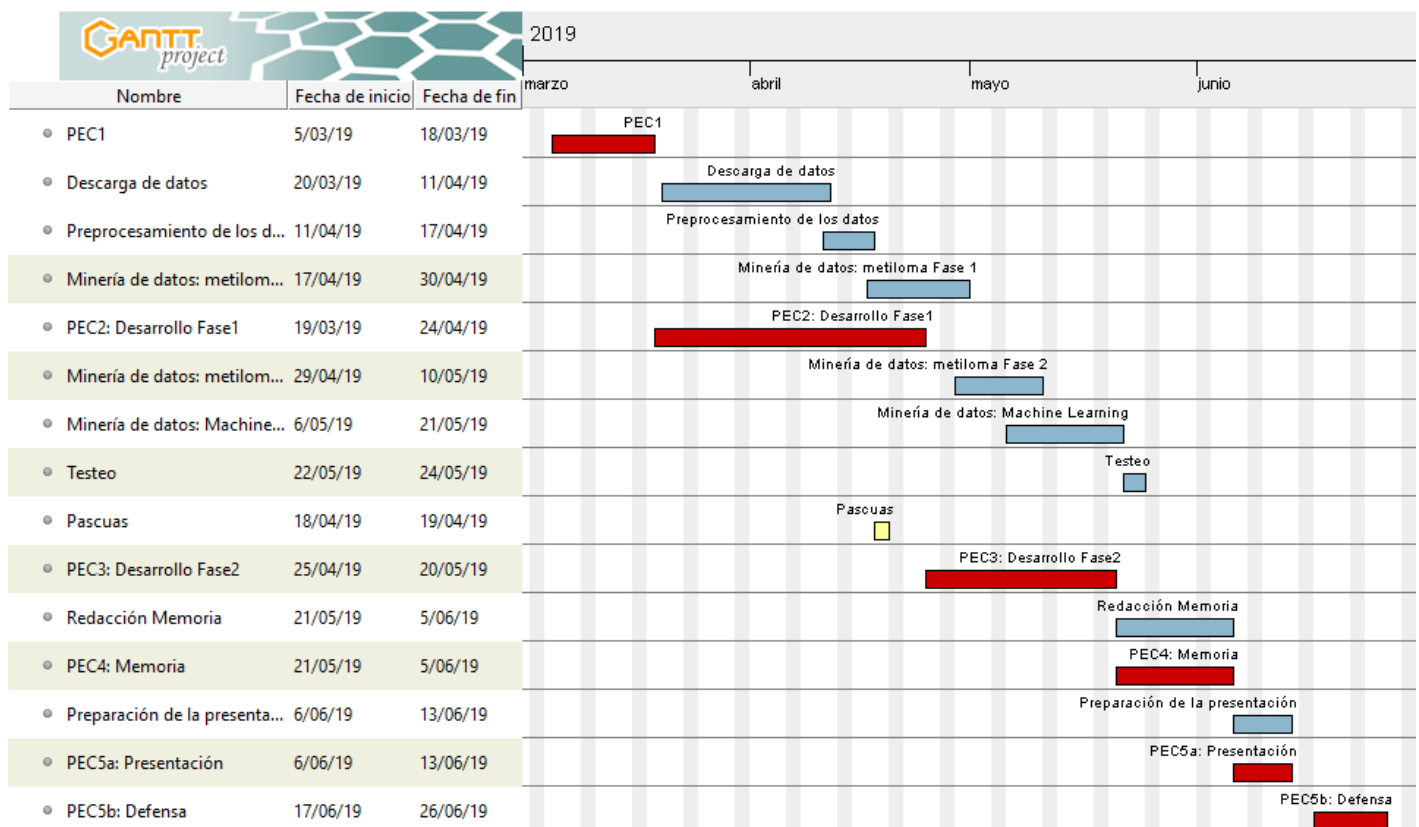 GANTT
project
2019
marzo abril mayo junio
Nombre Fecha de inicio Fecha de fin
PEC1 5/03/19 18/03/19 PEC1
Descarga de datos 20/03/19 11/04/19 Descarga de datos
Preprocesamiento de los d... 11/04/19 17/04/19 Preprocesamiento de los datos
Minería de datos: metilom... 17/04/19 30/04/19 Minería de datos: metiloma Fase 1
PEC2: Desarrollo Fase1 19/03/19 24/04/19 PEC2: Desarrollo Fase1
Minería de datos: metilom... 29/04/19 10/05/19 Minería de datos: metiloma Fase 2
Minería de datos: Machine... 6/05/19 21/05/19 Minería de datos: Machine Learning
Testeo 22/05/19 24/05/19 Testeo
Pascuas 18/04/19 19/04/19 Pascuas
PEC3: Desarrollo Fase2 25/04/19 20/05/19 PEC3: Desarrollo Fase2
Redacción Memoria 21/05/19 5/06/19 Redacción Memoria
PEC4: Memoria 21/05/19 5/06/19 PEC4: Memoria
Preparación de la presenta... 6/06/19 13/06/19 Preparación de la presentación
PEC5a: Presentación 6/06/19 13/06/19 PEC5a: Presentación
PEC5b: Defensa 17/06/19 26/06/19 PEC5b: Defensa